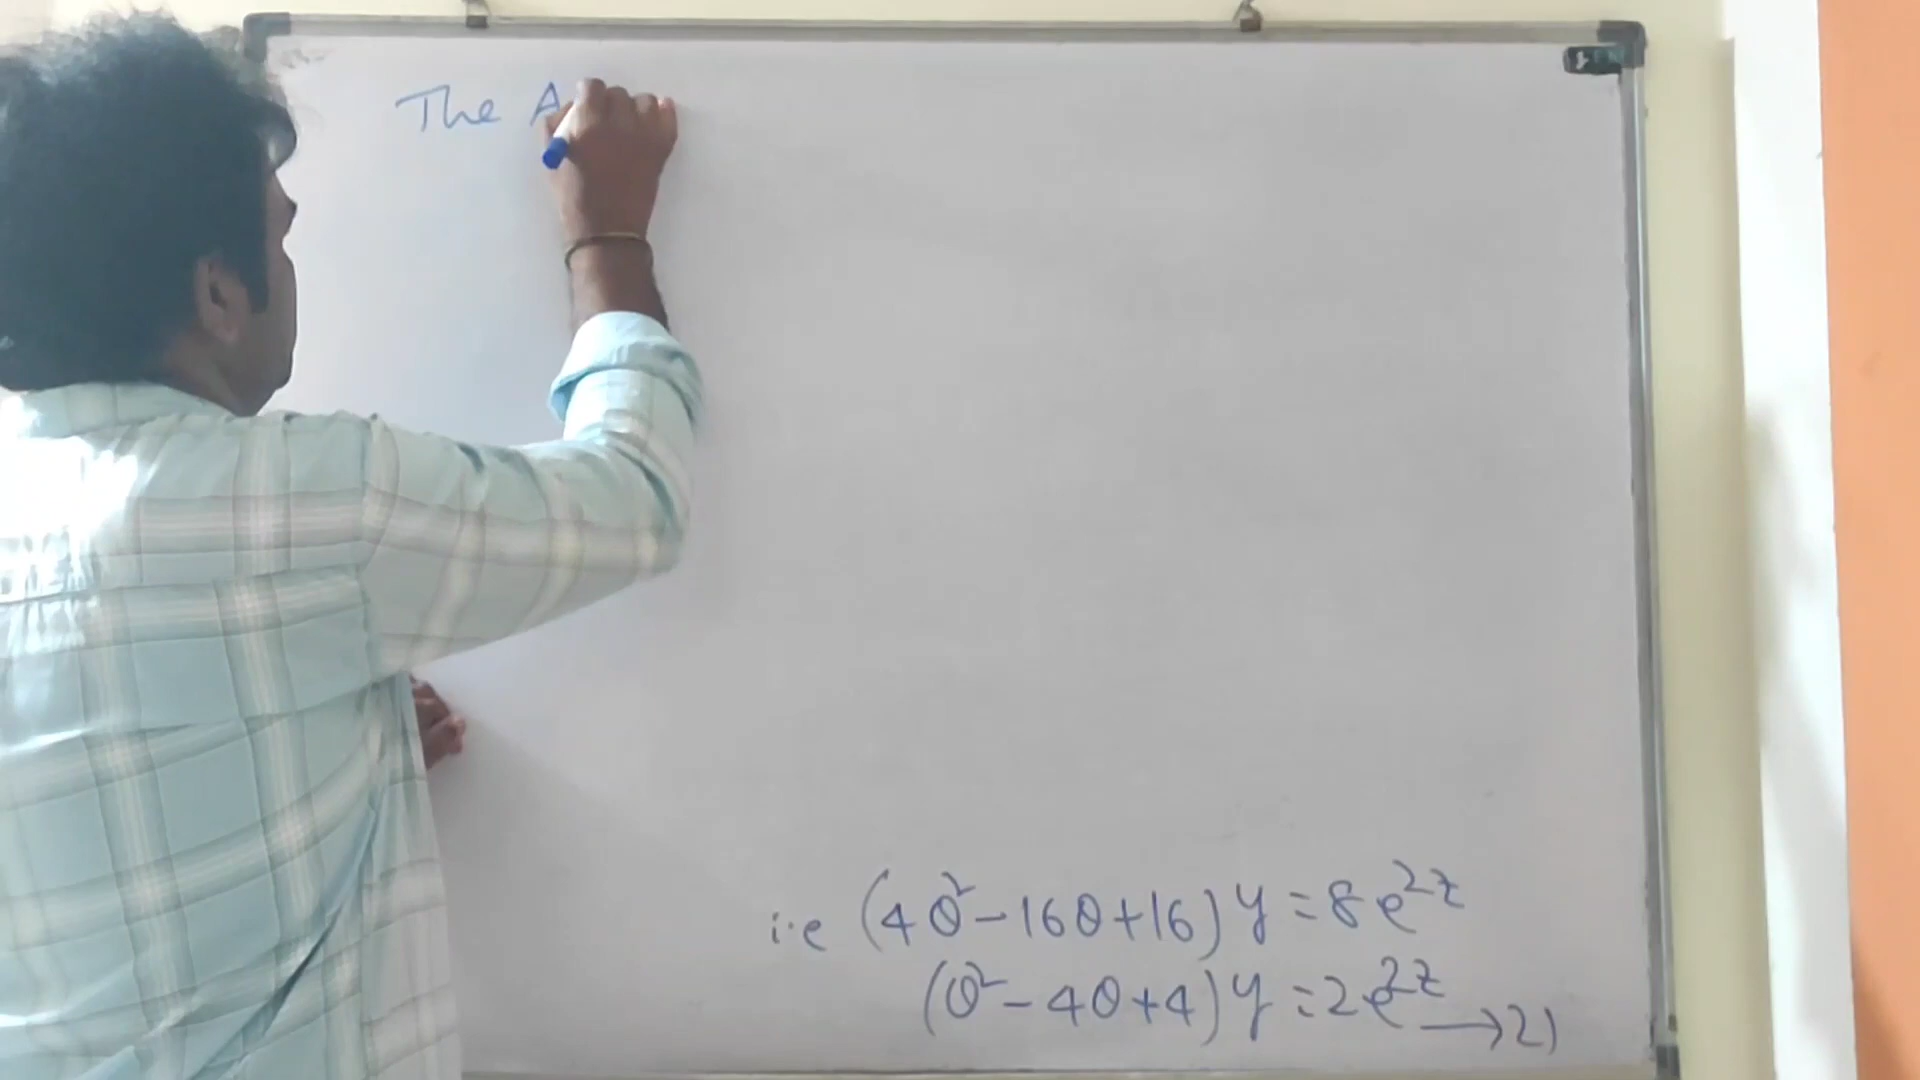 The A
i.e (4θ²-16θ+16)y = 8e²ᶻ
(θ²-4θ+4)y = 2e²ᶻ →2)